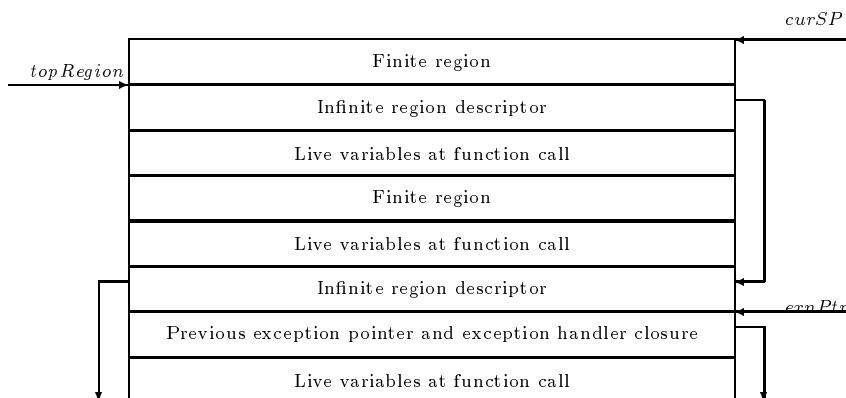 curSP
Finite region
topRegion
Infinite region descriptor
Live variables at function call
Finite region
Live variables at function call
Infinite region descriptor
Previous exception pointer and exception handler closure
Live variables at function call